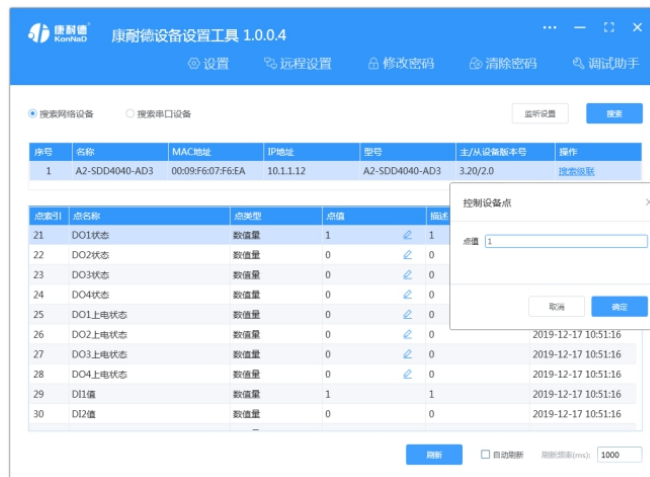 康耐德 KonNaD 康耐德设备设置工具 1.0.0.4
设置 远程设置 修改密码 清除密码 调试助手
搜索网络设备 搜索串口设备 监听设置 搜索
序号 名称 MAC地址 IP地址 型号 主/从设备版本号 操作
1 A2-SDD4040-AD3 00:09:F6:07:F6:EA 10.1.1.12 A2-SDD4040-AD3 3.20/2.0 搜索级联
控制设备点
点值 1
取消 确定
点索引 点名称 点类型 点值 描述
21 DO1状态 数值量 1 1
22 DO2状态 数值量 0 0
23 DO3状态 数值量 0 0
24 DO4状态 数值量 0 0
25 DO1上电状态 数值量 0 0
26 DO2上电状态 数值量 0 0 2019-12-17 10:51:16
27 DO3上电状态 数值量 0 0 2019-12-17 10:51:16
28 DO4上电状态 数值量 0 0 2019-12-17 10:51:16
29 DI1值 数值量 1 1 2019-12-17 10:51:16
30 DI2值 数值量 0 0 2019-12-17 10:51:16
刷新 自动刷新 刷新频率(ms): 1000